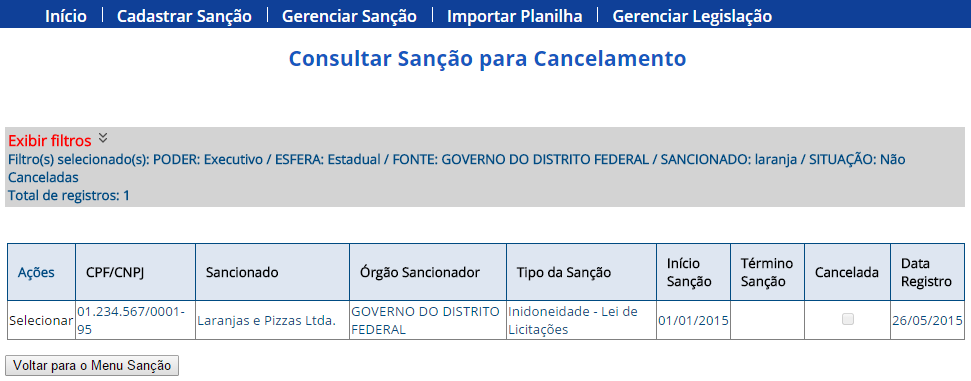 Início Cadastrar Sanção Gerenciar Sanção Importar Planilha Gerenciar Legislação
Consultar Sanção para Cancelamento
Exibir filtros
Filtro(s) selecionado(s): PODER: Executivo / ESFERA: Estadual / FONTE: GOVERNO DO DISTRITO FEDERAL / SANCIONADO: laranja / SITUAÇÃO: Não
Canceladas
Total de registros: 1
Ações CPF/CNPJ Sancionado Órgão Sancionador Tipo da Sanção Início Sanção Término Sanção Cancelada Data Registro
Selecionar 01.234.567/0001-95 Laranjas e Pizzas Ltda. GOVERNO DO DISTRITO FEDERAL Inidoneidade - Lei de Licitações 01/01/2015 26/05/2015
Voltar para o Menu Sanção